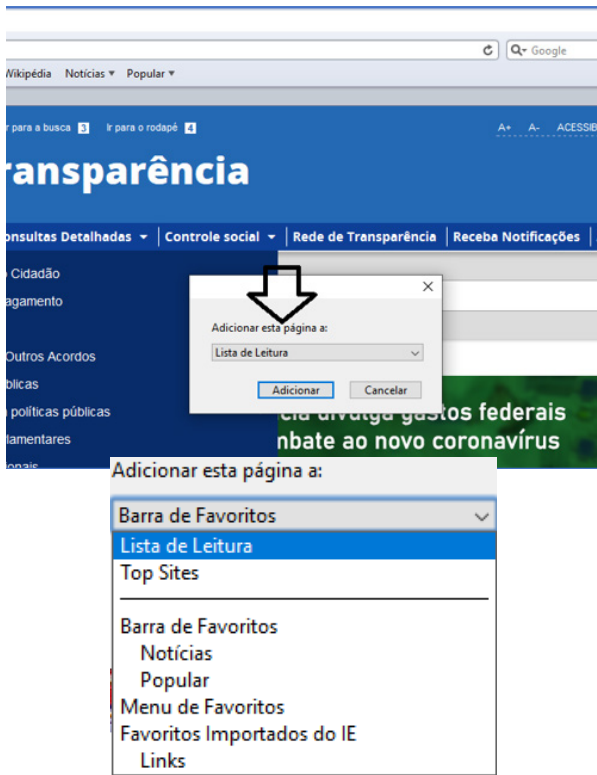 Google
Wikipédia Notícias Popular
r para a busca 3 Ir para o rodapé 4 A+ A-
ransparência
onsultas Detalhadas Controle social Rede de Transparência Receba Notificações
Cidadão
agamento
Adicionar esta página a:
Lista de Leitura
Outros Acordos
Adicionar Cancelar
blicas
políticas públicas
cia divulga gastos federais
lamentares
mbate ao novo coronavírus
onais
Adicionar esta página a:
Barra de Favoritos
Lista de Leitura
Top Sites
Barra de Favoritos
Notícias
Popular
Menu de Favoritos
Favoritos Importados do IE
Links